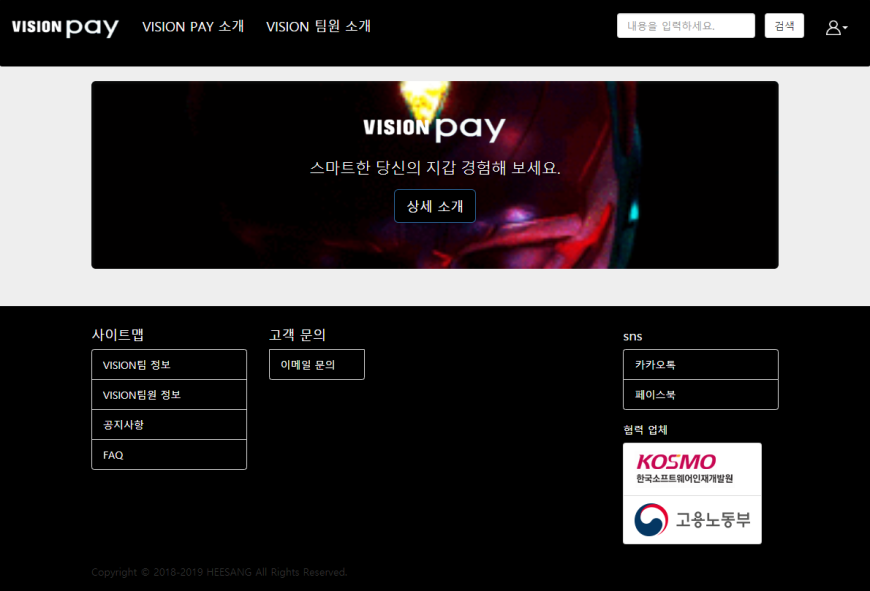 VISION pay VISION PAY 소개 VISION 팀원 소개 내용을 입력하세요. 검색
VISION pay
스마트한 당신의 지갑 경험해 보세요.
상세 소개
사이트맵
VISION팀 정보
VISION팀원 정보
공지사항
FAQ
고객 문의
이메일 문의
sns
카카오톡
페이스북
협력 업체
KOSMO
한국소프트웨어인재개발원
고용노동부
Copyright © 2018-2019 HEESANG All Rights Reserved.